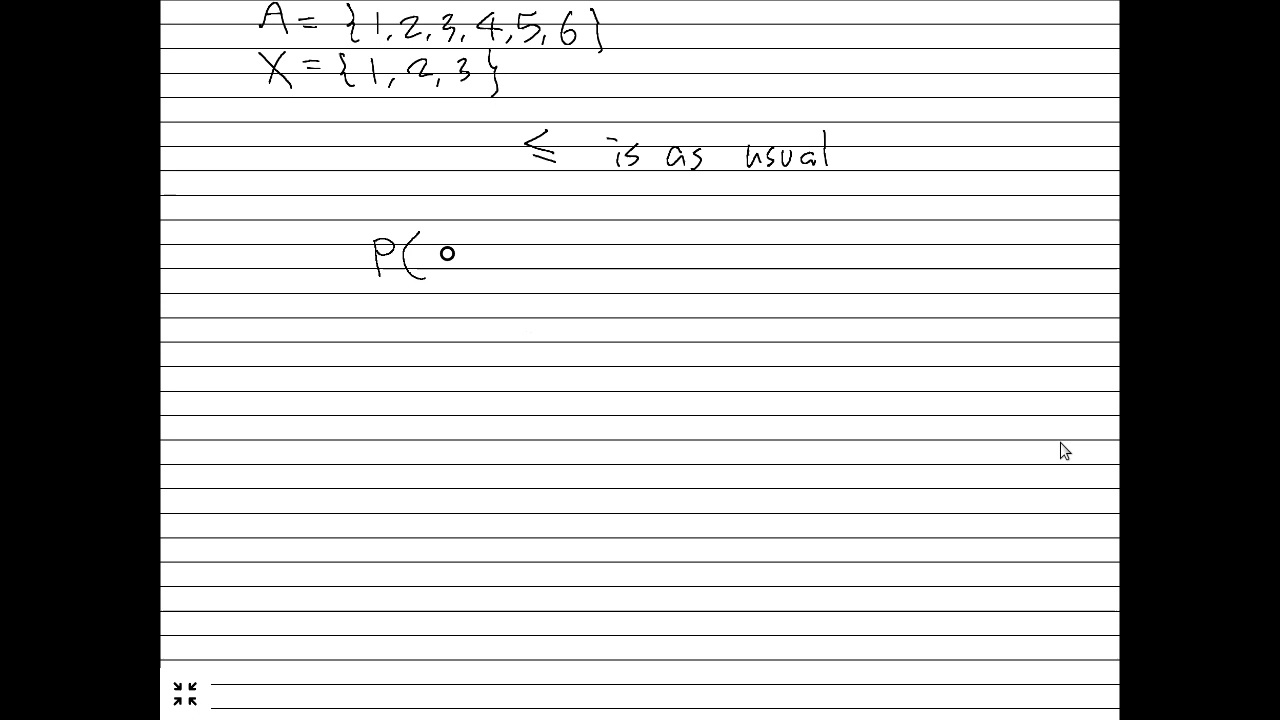 A = {1, 2, 3, 4, 5, 6}
X = {1, 2, 3}
≤ is as usual
P(